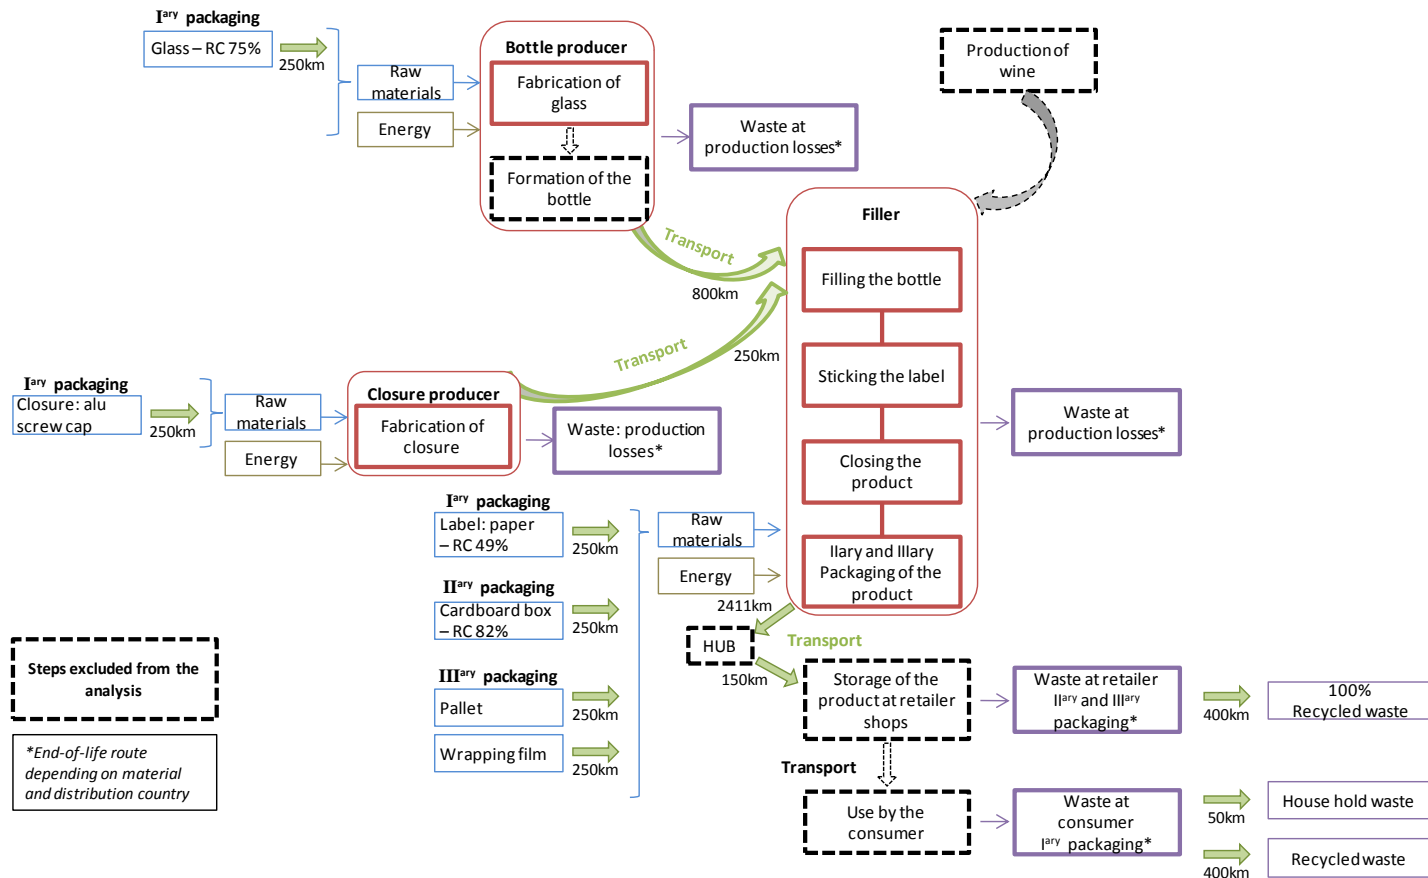 Iary packaging
Glass – RC 75%
250km
Raw
materials
Energy
Bottle producer
Fabrication of
glass
Formation of the
bottle
Waste at
production losses*
Production of
wine
Transport
800km
Filler
Filling the bottle
Sticking the label
Closing the
product
IIary and IIIary
Packaging of the
product
Waste at
production losses*
Transport
250km
Iary packaging
Closure: alu
screw cap
250km
Raw
materials
Energy
Closure producer
Fabrication of
closure
Waste: production
losses*
Iary packaging
Label: paper
– RC 49%
250km
IIary packaging
Cardboard box
– RC 82%
250km
IIIary packaging
Pallet
250km
Wrapping film
250km
Raw
materials
Energy
2411km
HUB
Transport
150km
Storage of the
product at retailer
shops
Waste at retailer
IIary and IIIary
packaging*
400km
100%
Recycled waste
Transport
Use by the
consumer
Waste at
consumer
Iary packaging*
50km
House hold waste
400km
Recycled waste
Steps excluded from the
analysis
*End-of-life route
depending on material
and distribution country